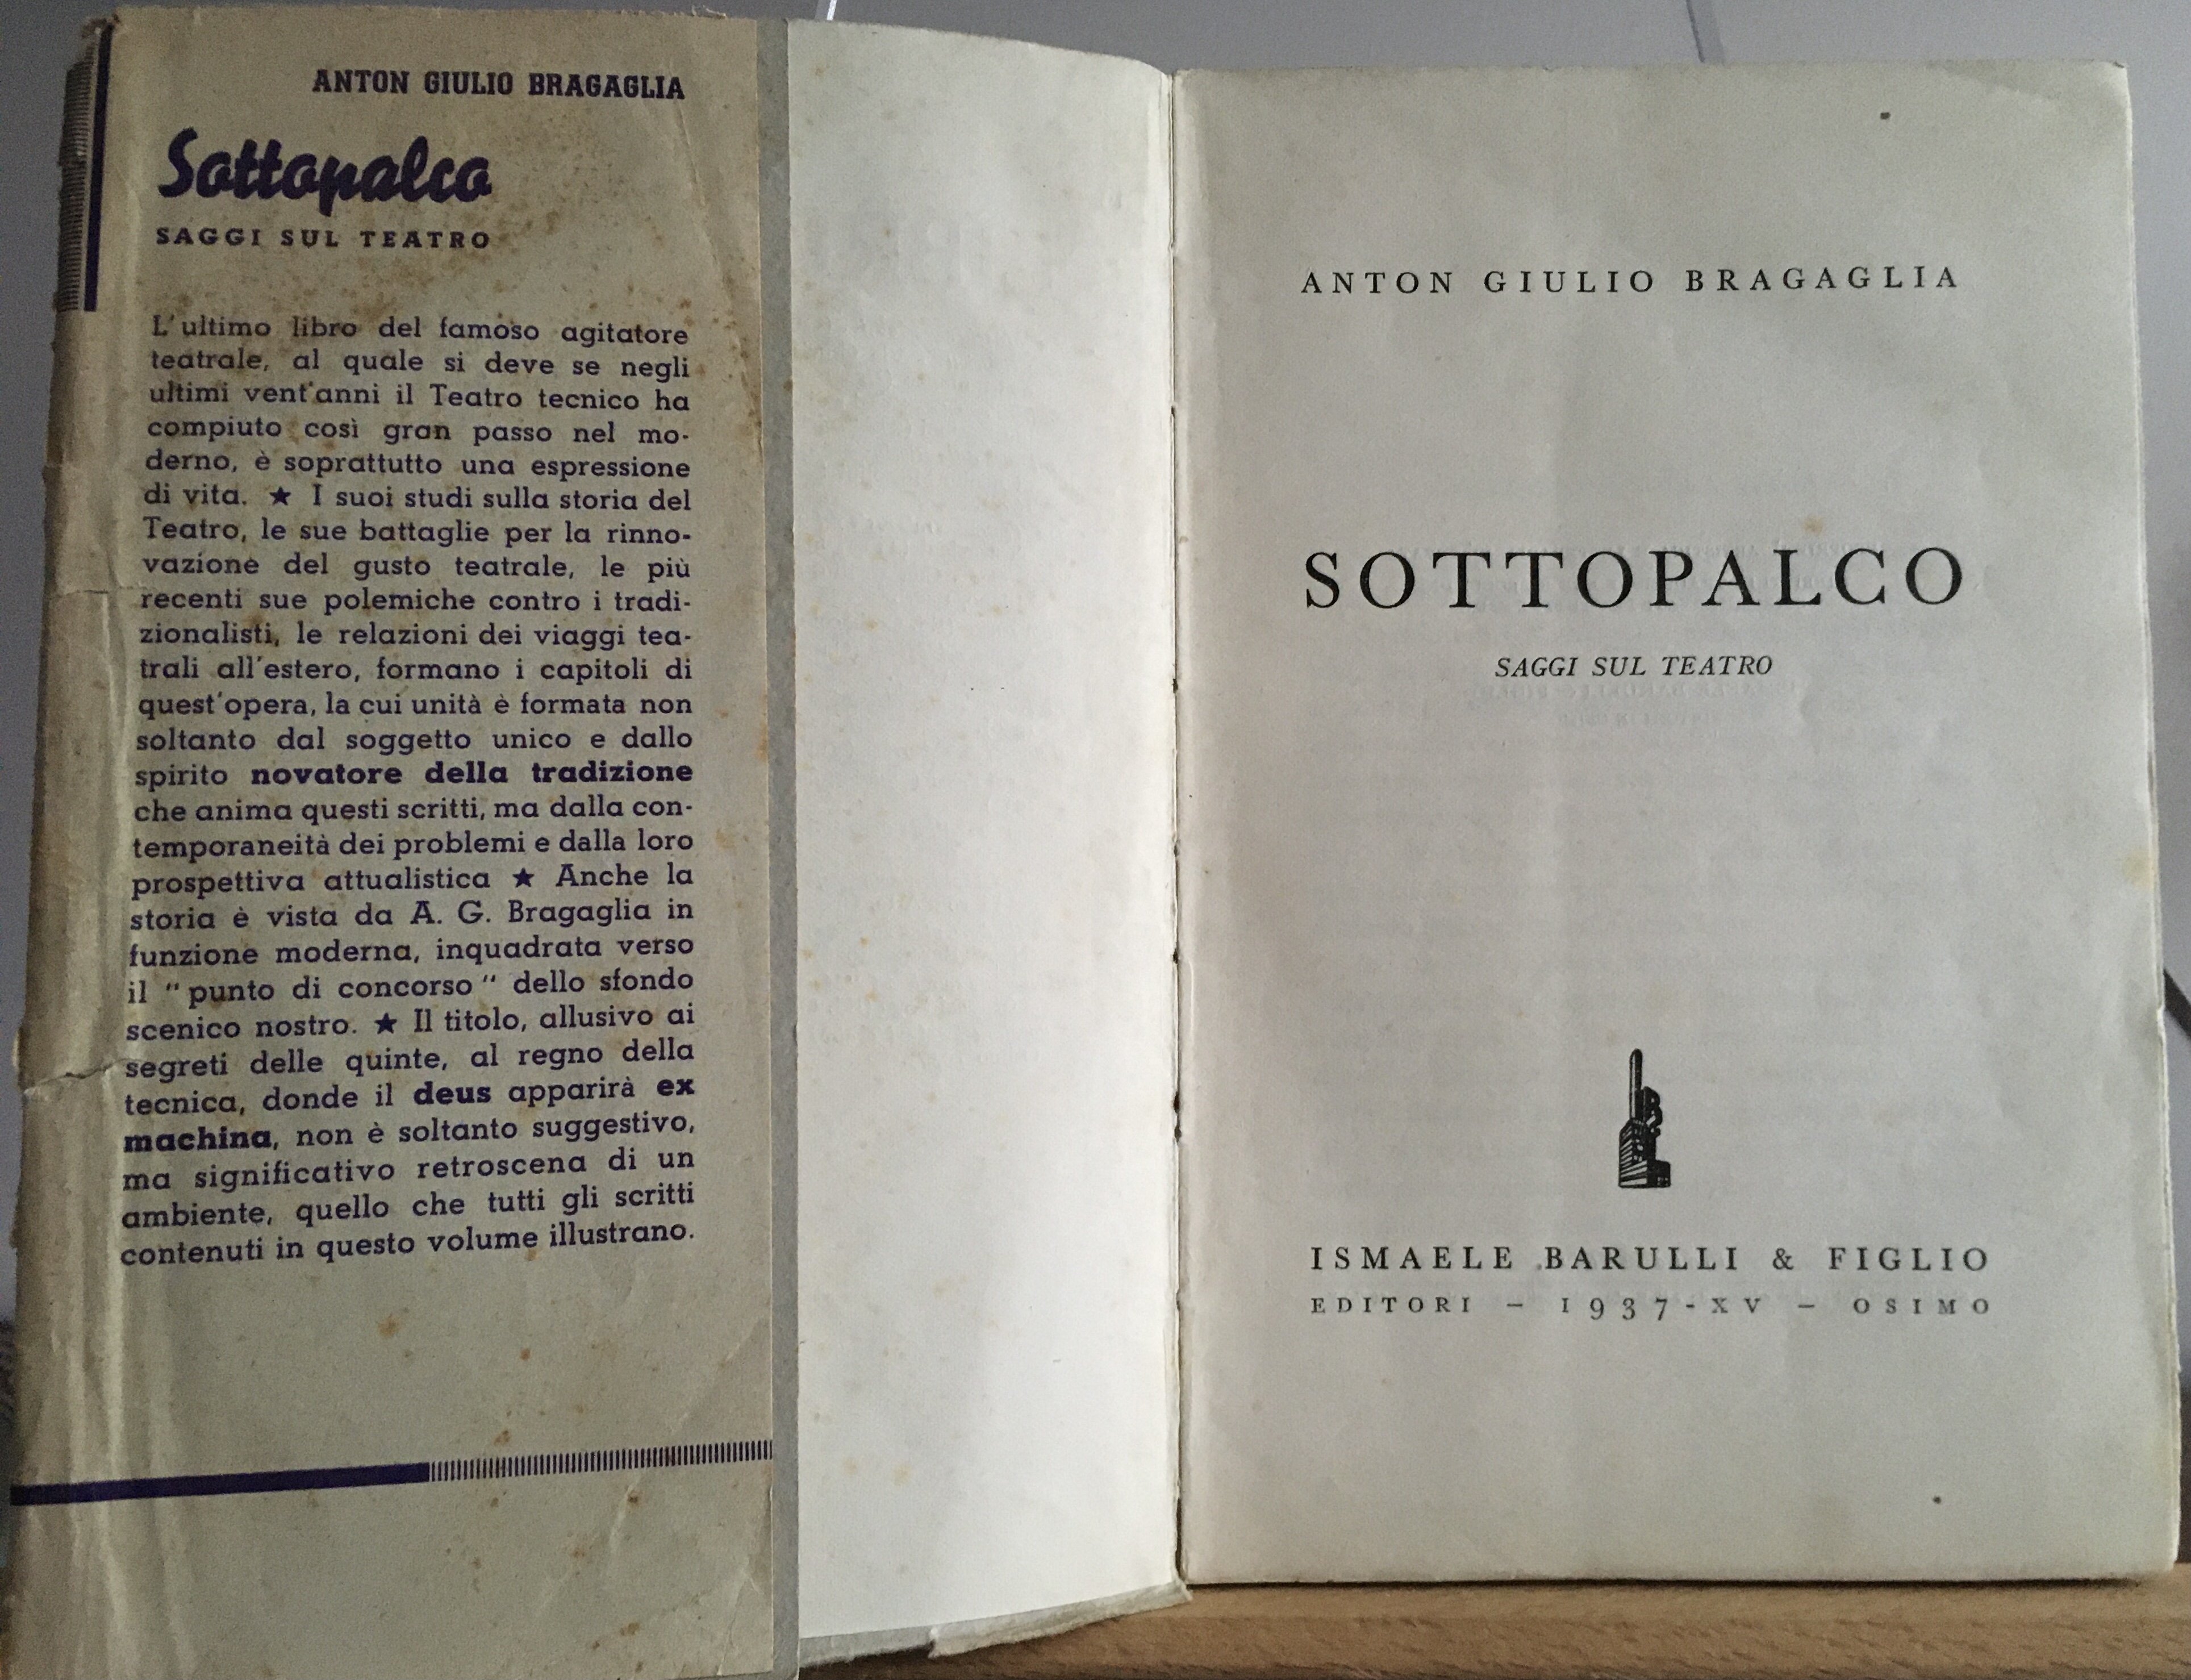 ANTON GIULIO BRAGAGLIA
Sottopalco
SAGGI SUL TEATRO
L'ultimo libro del famoso agitatore
teatrale, al quale si deve se negli
ultimi vent'anni il Teatro tecnico ha
compiuto così gran passo nel mo-
derno, è soprattutto una espressione
di vita. ★ I suoi studi sulla storia del
Teatro, le sue battaglie per la rinno-
vazione del gusto teatrale, le più
recenti sue polemiche contro i tradi-
zionalisti, le relazioni dei viaggi tea-
trali all'estero, formano i capitoli di
quest'opera, la cui unità è formata non
soltanto dal soggetto unico e dallo
spirito novatore della tradizione
che anima questi scritti, ma dalla con-
temporaneità dei problemi e dalla loro
prospettiva attualistica ★ Anche la
storia è vista da A. G. Bragaglia in
funzione moderna, inquadrata verso
il “ punto di concorso “ dello sfondo
scenico nostro. ★ Il titolo, allusivo ai
segreti delle quinte, al regno della
tecnica, donde il deus apparirà ex
machina, non è soltanto suggestivo,
ma significativo retroscena di un
ambiente, quello che tutti gli scritti
contenuti in questo volume illustrano.
ANTON GIULIO BRAGAGLIA
SOTTOPALCO
SAGGI SUL TEATRO
ISMAELE BARULLI & FIGLIO
EDITORI – 1937-XV – OSIMO